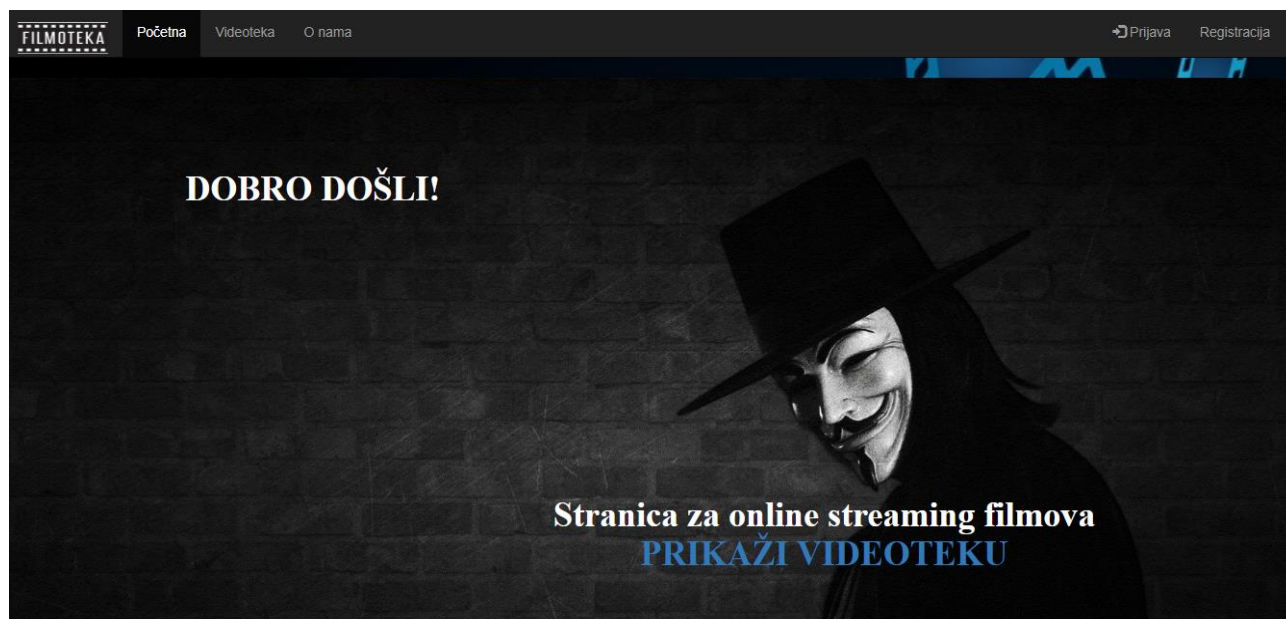 FILMOTEKA
Početna Videoteka O nama Prijava Registracija
DOBRO DOŠLI!
Stranica za online streaming filmova
PRIKAŽI VIDEOTEKU